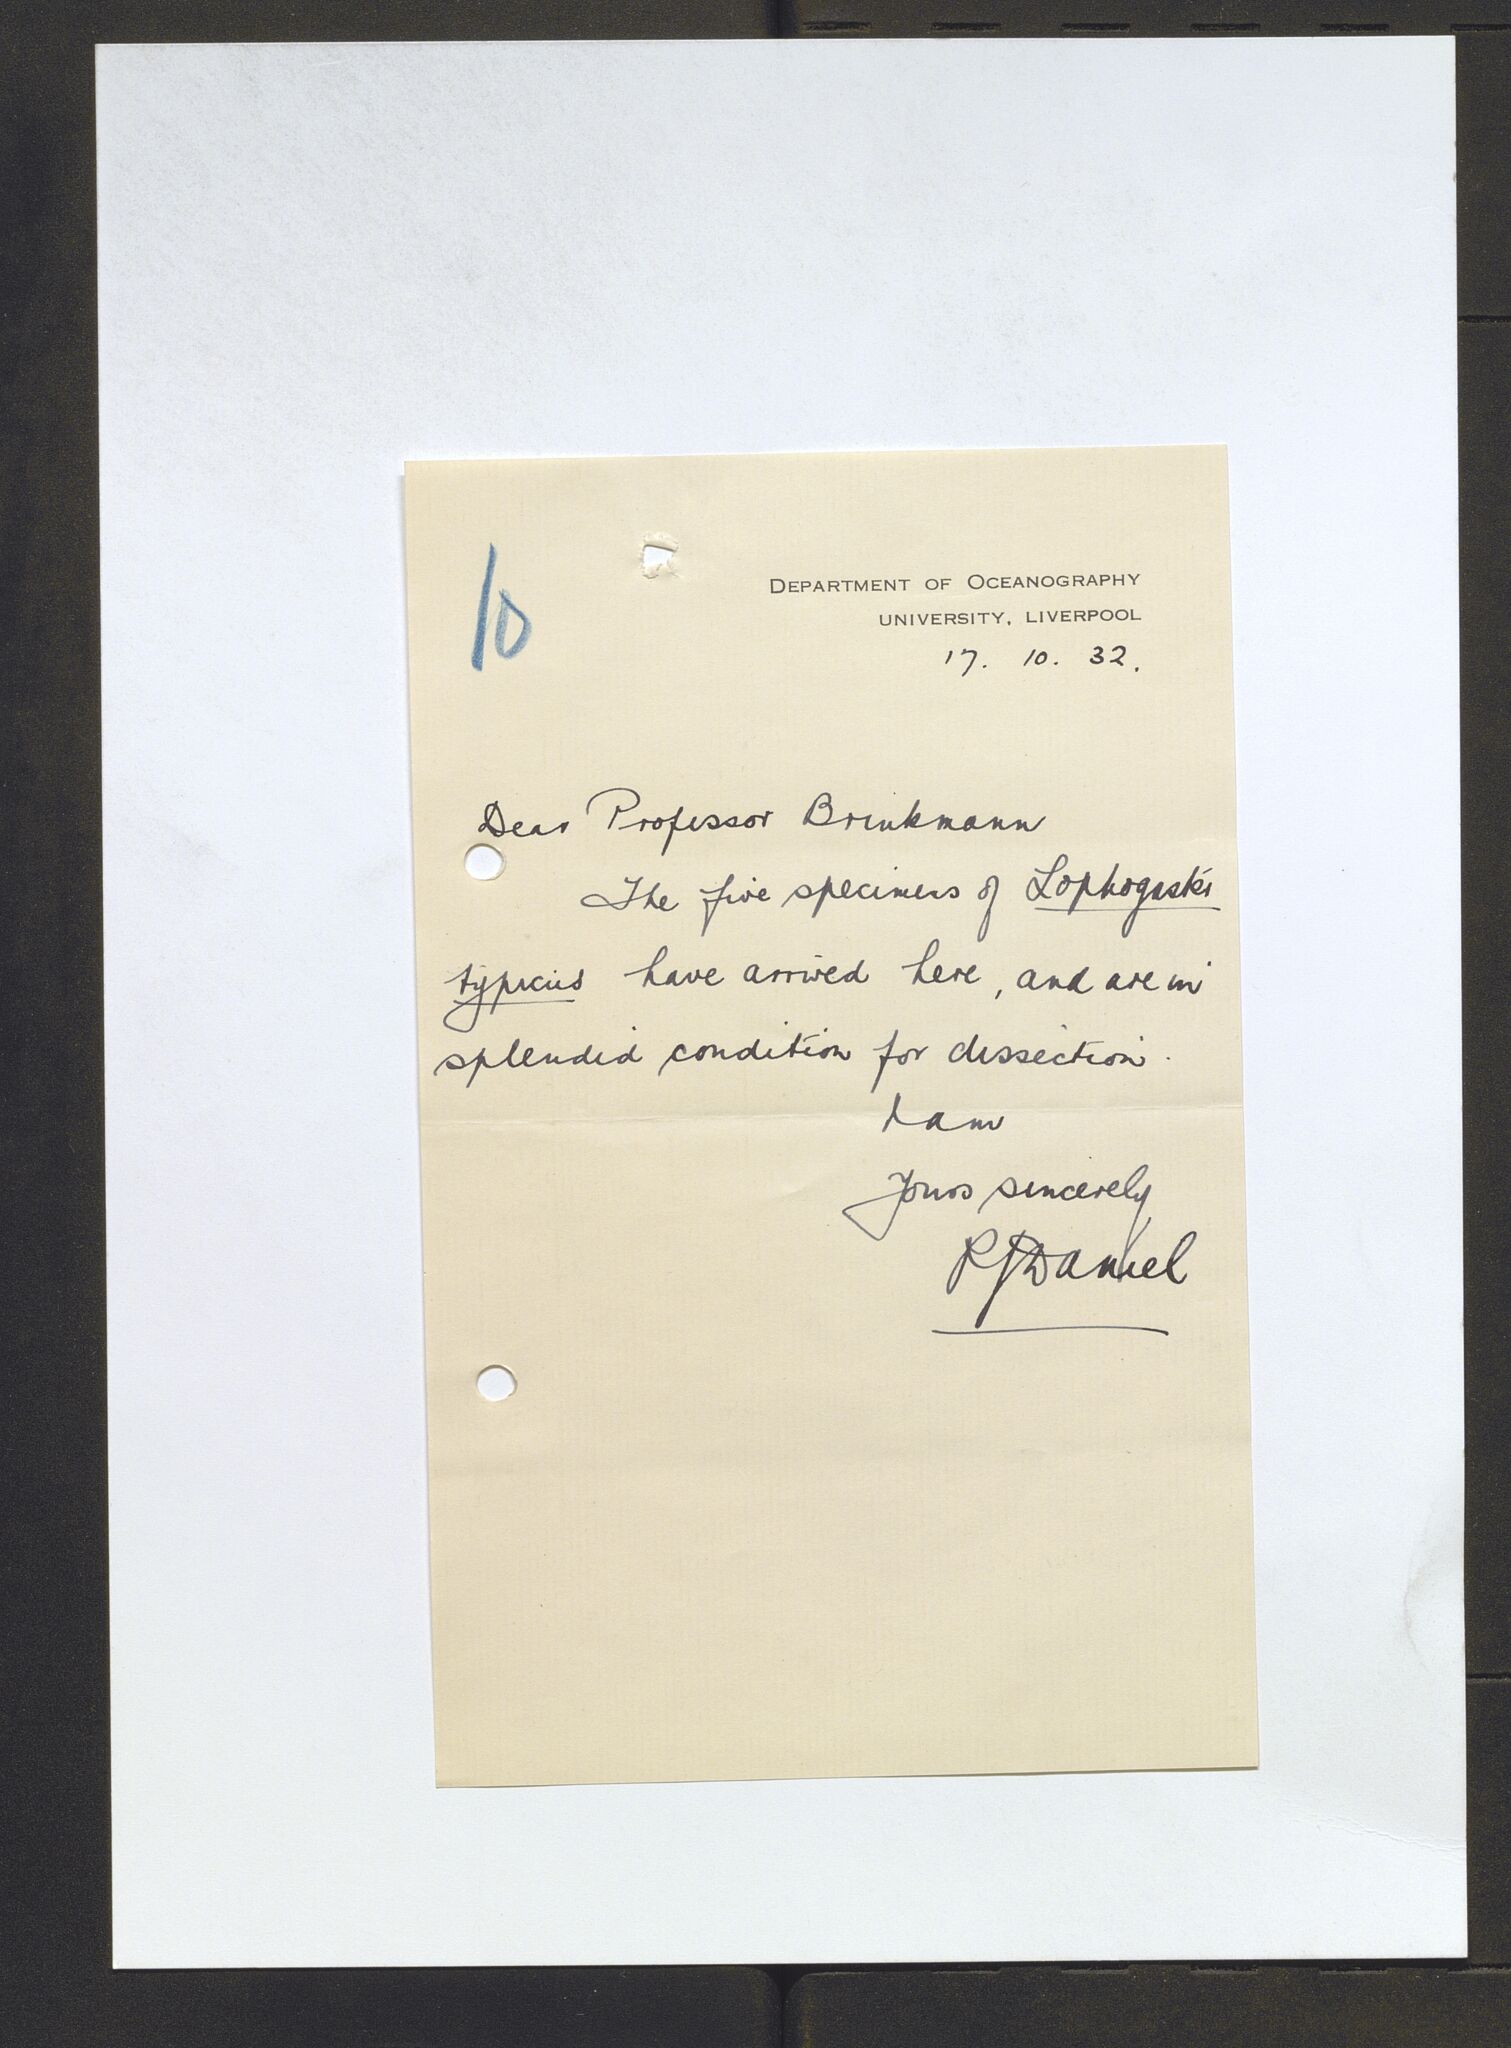 10
DEPARTMENT OF OCEANOGRAPHY
UNIVERSITY, LIVERPOOL
17. 10. 32.
Dear Professor Brinkmann
The five specimens of Lophogaster
typicus have arrived here, and are in
splendid condition for dissection.
I am
Yours sincerely
R J Daniel